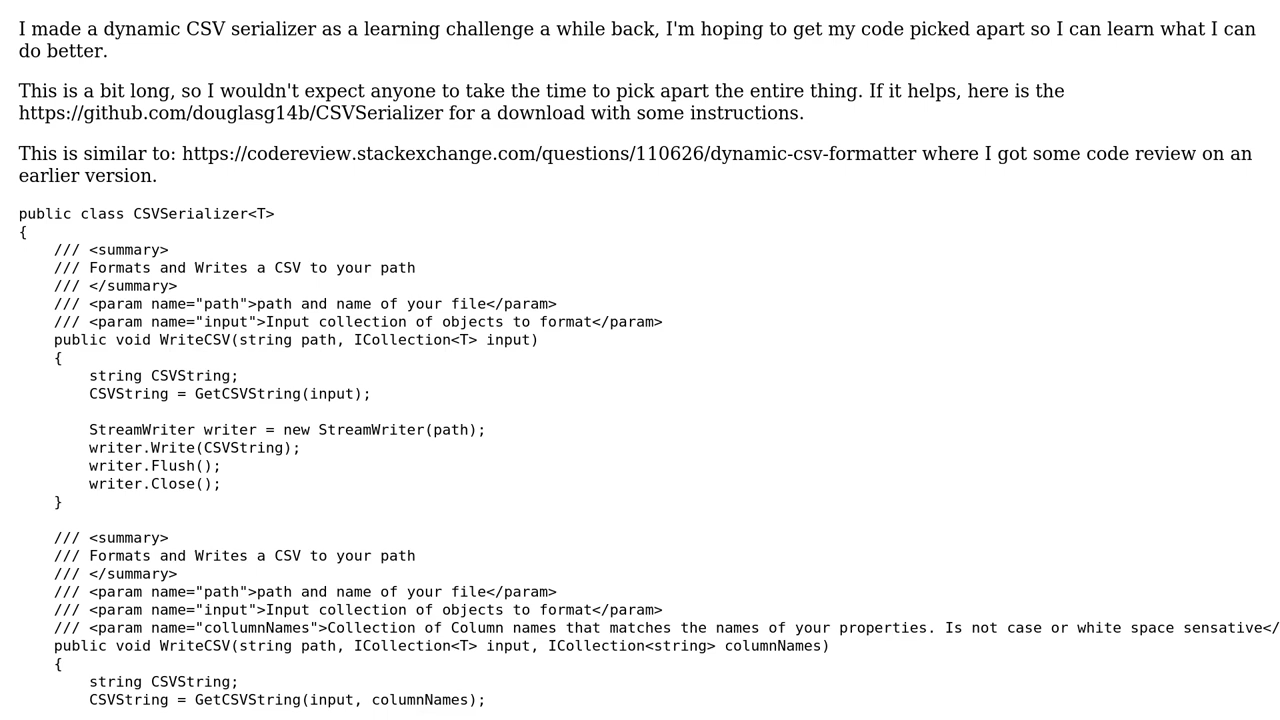 I made a dynamic CSV serializer as a learning challenge a while back, I'm hoping to get my code picked apart so I can learn what I can
do better.
This is a bit long, so I wouldn't expect anyone to take the time to pick apart the entire thing. If it helps, here is the
https://github.com/douglasg14b/CSVSerializer for a download with some instructions.
This is similar to: https://codereview.stackexchange.com/questions/110626/dynamic-csv-formatter where I got some code review on an
earlier version.
public class CSVSerializer<T>
{
    /// <summary>
    /// Formats and Writes a CSV to your path
    /// </summary>
    /// <param name="path">path and name of your file</param>
    /// <param name="input">Input collection of objects to format</param>
    public void WriteCSV(string path, ICollection<T> input)
    {
        string CSVString;
        CSVString = GetCSVString(input);

        StreamWriter writer = new StreamWriter(path);
        writer.Write(CSVString);
        writer.Flush();
        writer.Close();
    }

    /// <summary>
    /// Formats and Writes a CSV to your path
    /// </summary>
    /// <param name="path">path and name of your file</param>
    /// <param name="input">Input collection of objects to format</param>
    /// <param name="collumnNames">Collection of Column names that matches the names of your properties. Is not case or white space sensative</
    public void WriteCSV(string path, ICollection<T> input, ICollection<string> columnNames)
    {
        string CSVString;
        CSVString = GetCSVString(input, columnNames);